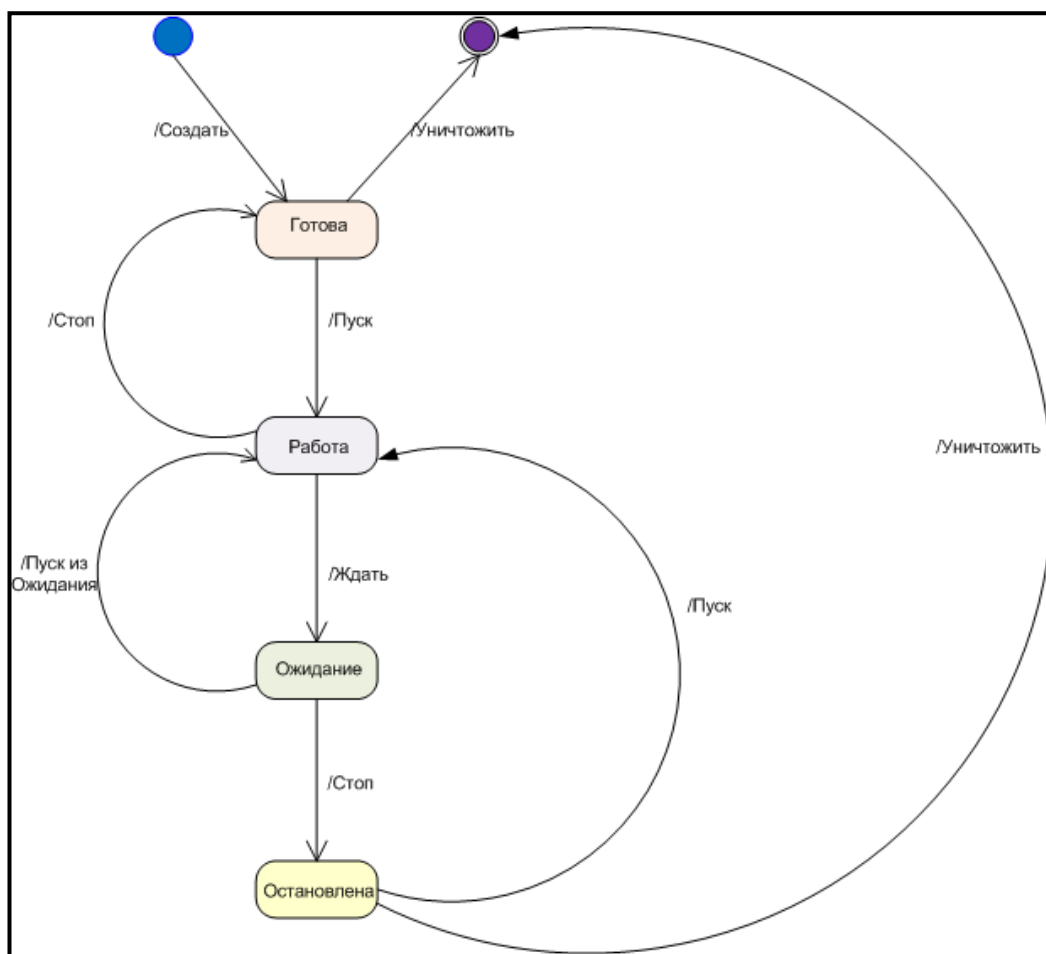 /Создать
/Уничтожить
Готова
/Стоп
/Пуск
Работа
/Уничтожить
/Пуск из
Ожидания
/Ждать
/Пуск
Ожидание
/Стоп
Остановлена